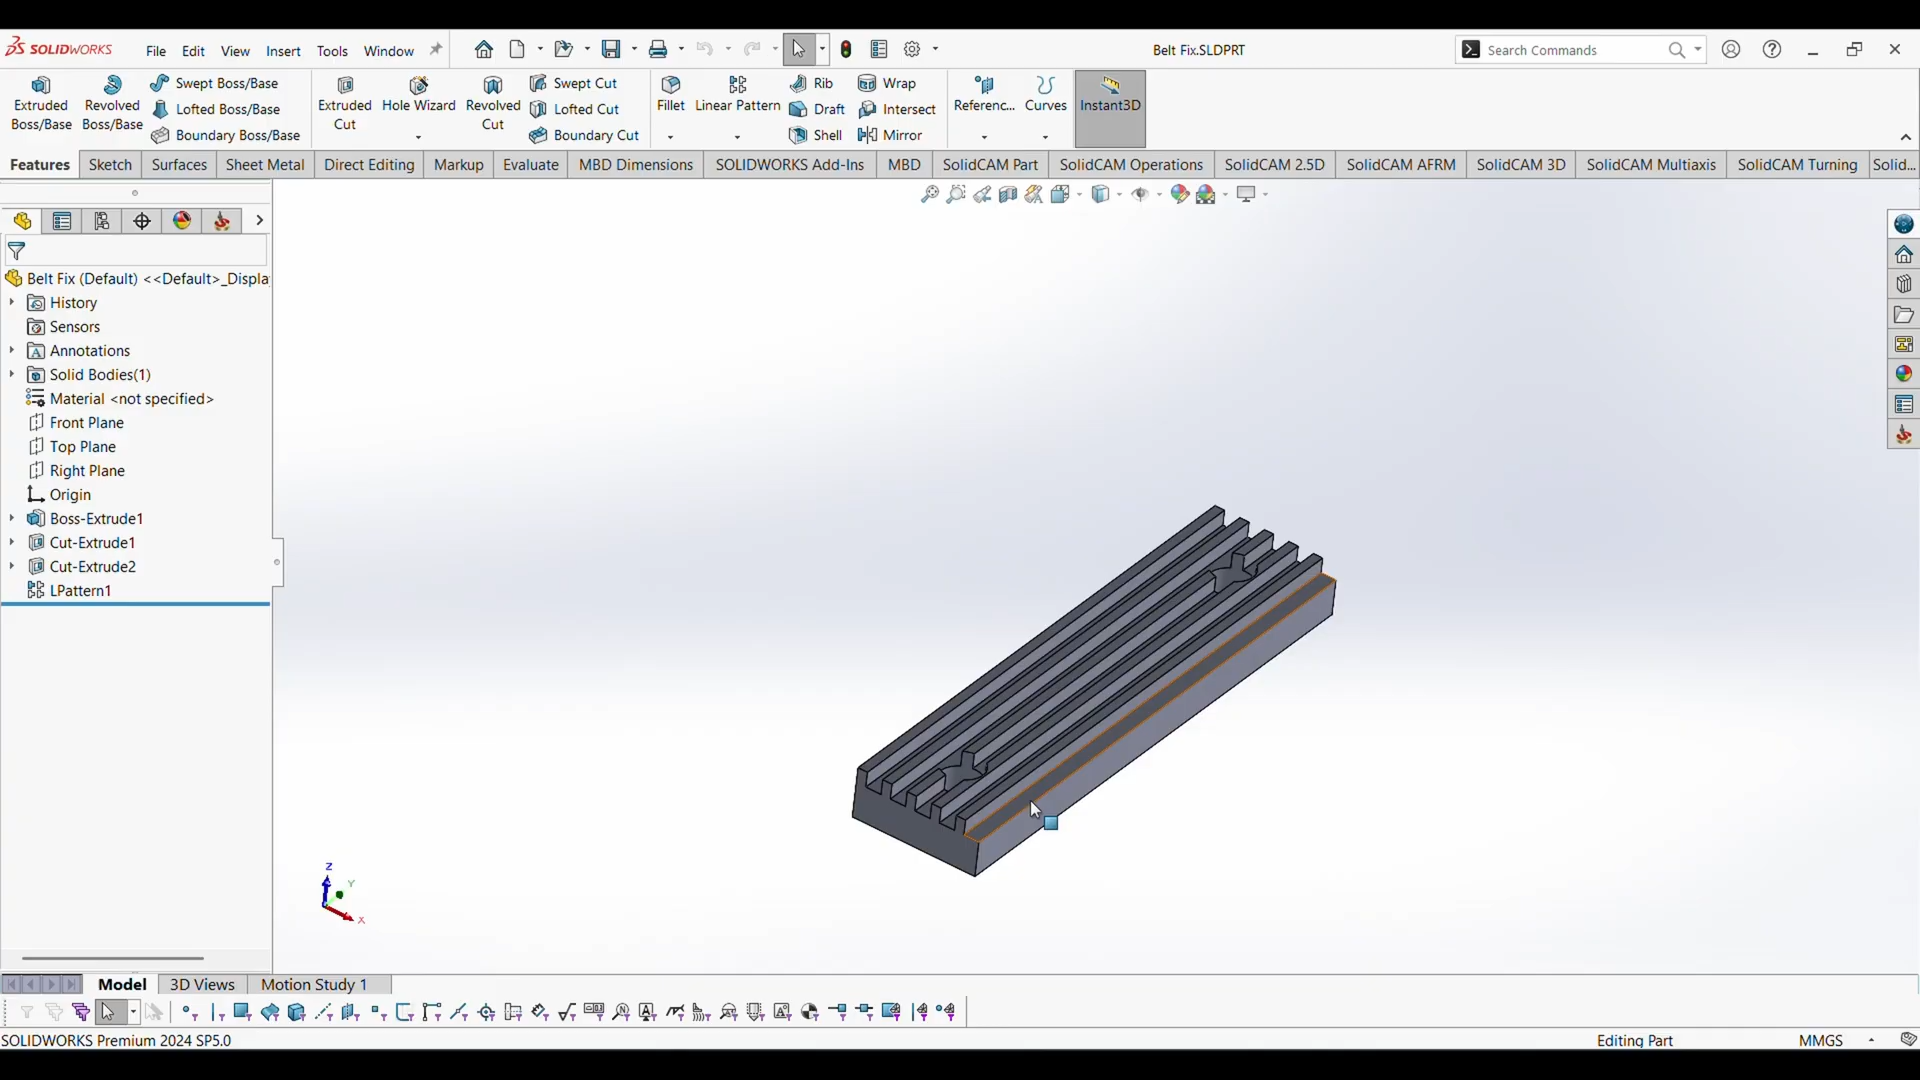 SOLIDWORKS
File Edit View Insert Tools Window
Belt Fix.SLDPRT
Search Commands
Extruded Boss/Base
Revolved Boss/Base
Swept Boss/Base
Lofted Boss/Base
Boundary Boss/Base
Extruded Cut
Hole Wizard
Revolved Cut
Swept Cut
Lofted Cut
Boundary Cut
Fillet
Linear Pattern
Rib
Draft
Shell
Wrap
Intersect
Mirror
Referenc...
Curves
Instant3D
Features Sketch Surfaces Sheet Metal Direct Editing Markup Evaluate MBD Dimensions SOLIDWORKS Add-Ins MBD SolidCAM Part SolidCAM Operations SolidCAM 2.5D SolidCAM AFRM SolidCAM 3D SolidCAM Multiaxis SolidCAM Turning Solid...
Belt Fix (Default) <<Default>_Displa
History
Sensors
Annotations
Solid Bodies(1)
Material <not specified>
Front Plane
Top Plane
Right Plane
Origin
Boss-Extrude1
Cut-Extrude1
Cut-Extrude2
LPattern1
Z
Y
X
Model 3D Views Motion Study 1
SOLIDWORKS Premium 2024 SP5.0
Editing Part
MMGS